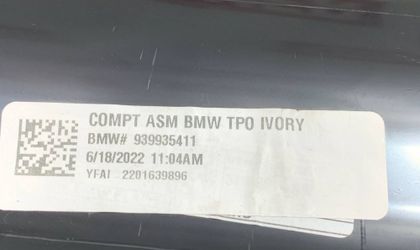 COMPT ASM BMW TPO IVORY
BMW# 939935411
6/18/2022 11:04AM
YFAI 2201639896